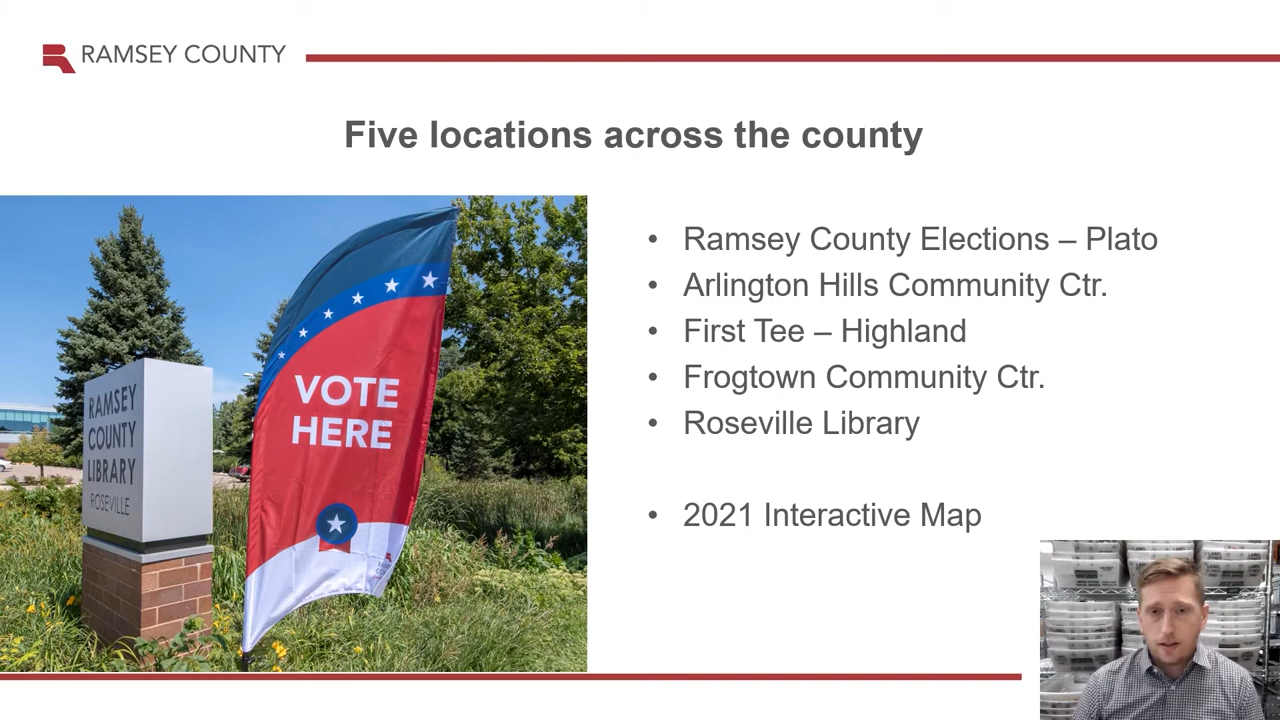 RAMSEY COUNTY
Five locations across the county
RAMSEY
COUNTY
LIBRARY
ROSEVILLE
VOTE
HERE
• Ramsey County Elections – Plato
• Arlington Hills Community Ctr.
• First Tee – Highland
• Frogtown Community Ctr.
• Roseville Library
• 2021 Interactive Map